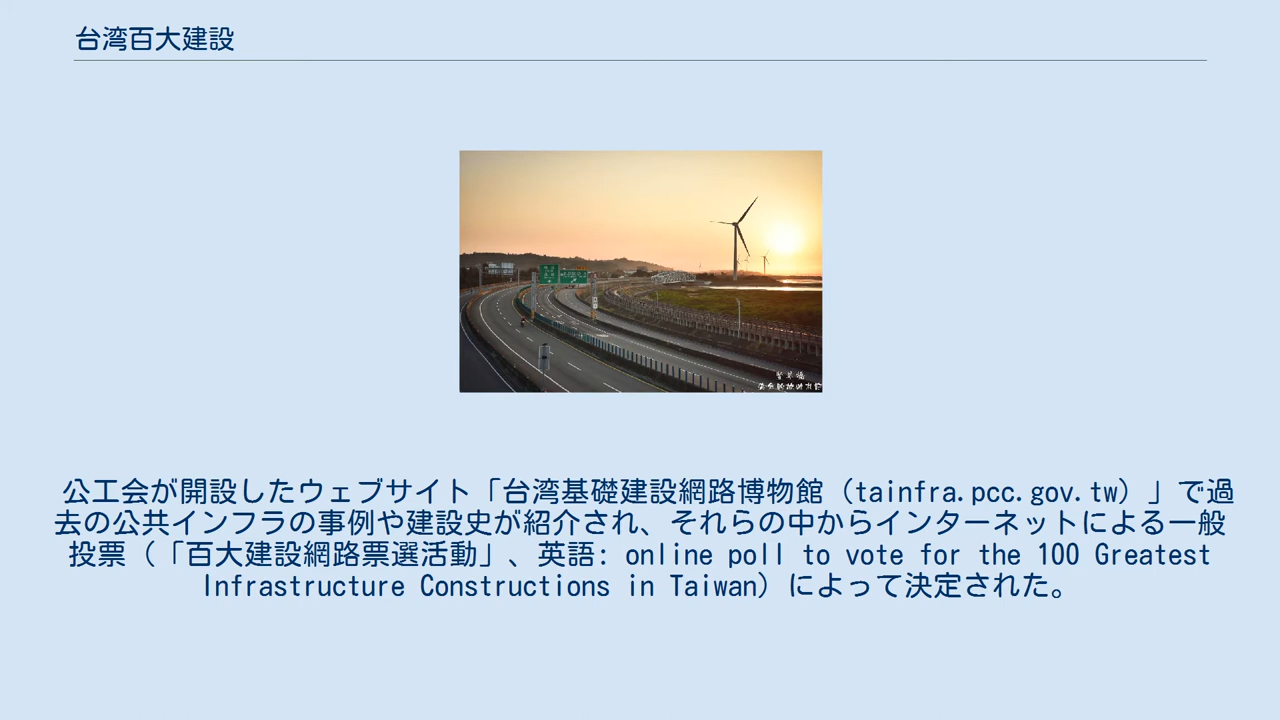 台湾百大建設
公工会が開設したウェブサイト「台湾基礎建設網路博物館（tainfra.pcc.gov.tw）」で過
去の公共インフラの事例や建設史が紹介され、それらの中からインターネットによる一般
投票（「百大建設網路票選活動」、英語: online poll to vote for the 100 Greatest
Infrastructure Constructions in Taiwan）によって決定された。